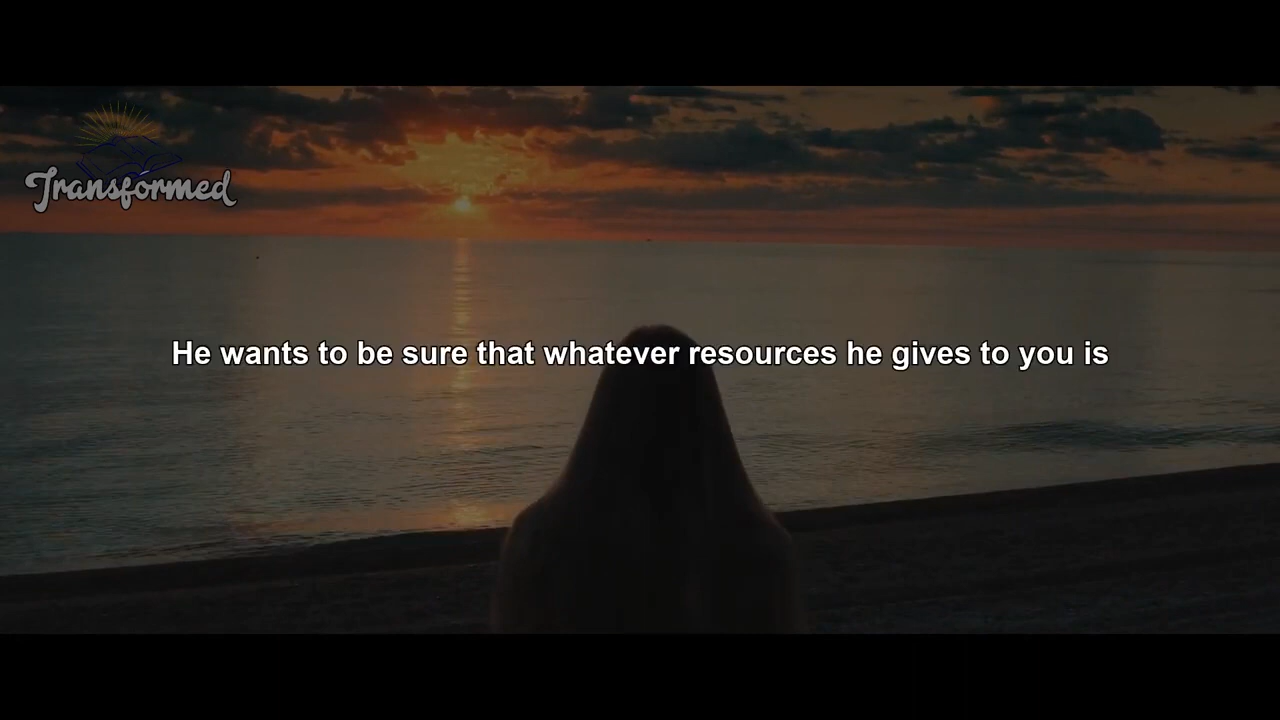 Transformed
He wants to be sure that whatever resources he gives to you is